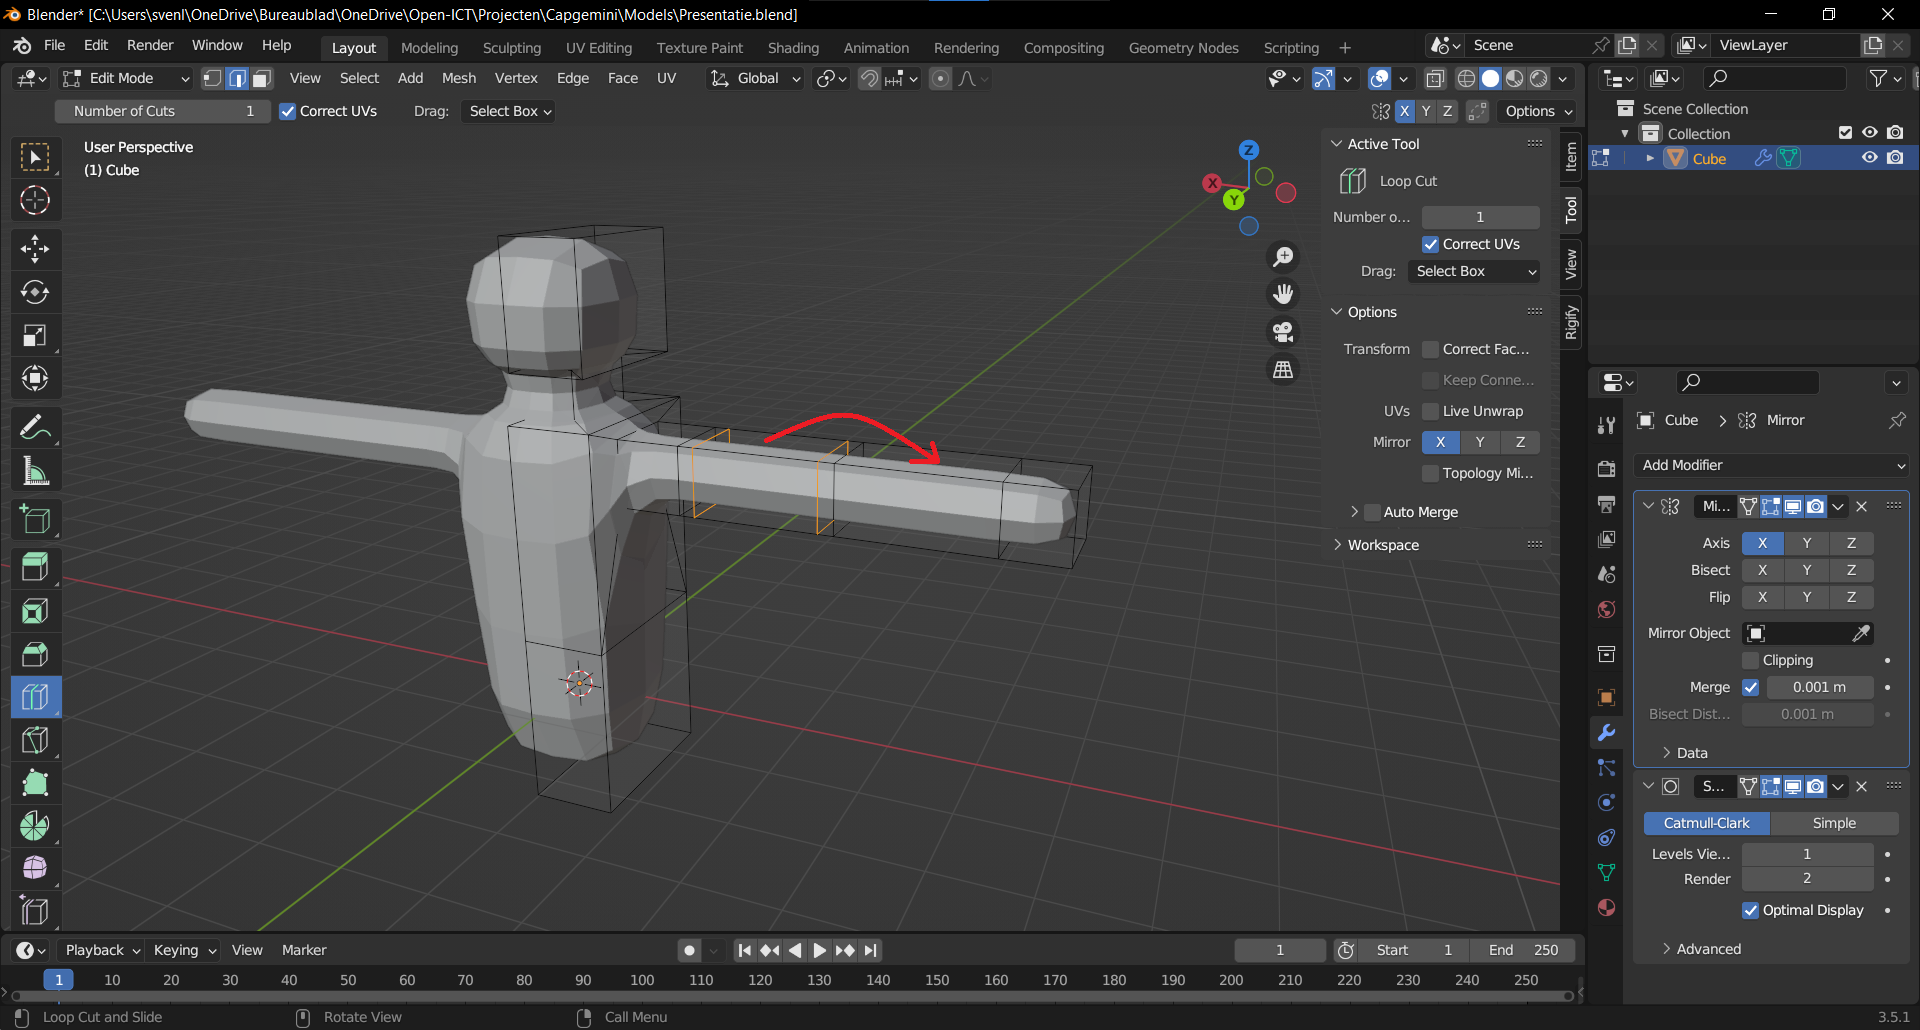 Blender* [C:\Users\svenl\OneDrive\Bureaublad\OneDrive\Open-ICT\Projecten\Capgemini\Models\Presentatie.blend]
File Edit Render Window Help Layout Modeling Sculpting UV Editing Texture Paint Shading Animation Rendering Compositing Geometry Nodes Scripting + Scene ViewLayer
Edit Mode View Select Add Mesh Vertex Edge Face UV Global
Number of Cuts 1 Correct UVs Drag: Select Box X Y Z Options
User Perspective
(1) Cube
Z
X
Y
Active Tool
Loop Cut
Number o... 1
Correct UVs
Drag: Select Box
Options
Transform Correct Fac...
Keep Conne...
UVs Live Unwrap
Mirror X Y Z
Topology Mi...
Auto Merge
Workspace
Item
Tool
View
Rigify
Scene Collection
Collection
Cube
Cube Mirror
Add Modifier
Mi...
Axis X Y Z
Bisect X Y Z
Flip X Y Z
Mirror Object
Clipping
Merge 0.001 m
Bisect Dist... 0.001 m
Data
S...
Catmull-Clark Simple
Levels Vie... 1
Render 2
Optimal Display
Advanced
Playback Keying View Marker 1 Start 1 End 250
1 10 20 30 40 50 60 70 80 90 100 110 120 130 140 150 160 170 180 190 200 210 220 230 240 250
Loop Cut and Slide Rotate View Call Menu 3.5.1